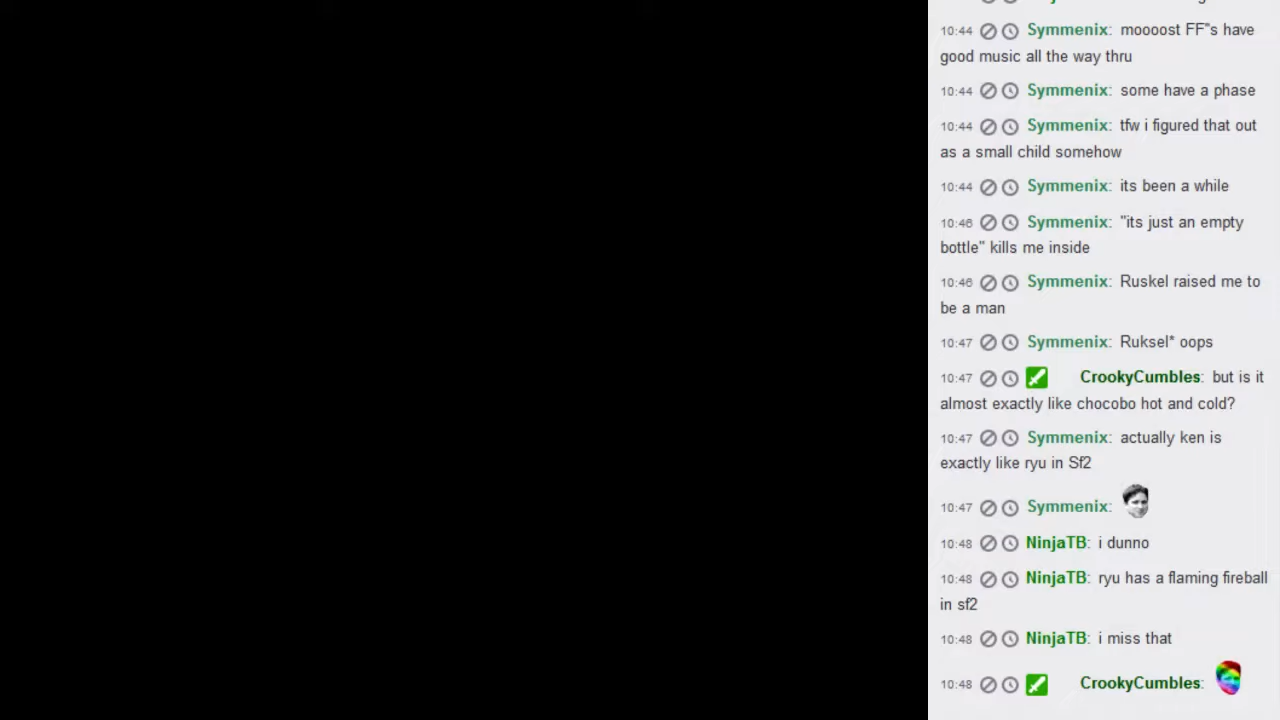 10:44 Symmenix: moooost FF"s have
good music all the way thru
10:44 Symmenix: some have a phase
10:44 Symmenix: tfw i figured that out
as a small child somehow
10:44 Symmenix: its been a while
10:46 Symmenix: "its just an empty
bottle" kills me inside
10:46 Symmenix: Ruskel raised me to
be a man
10:47 Symmenix: Ruksel* oops
10:47 CrookyCumbles: but is it
almost exactly like chocobo hot and cold?
10:47 Symmenix: actually ken is
exactly like ryu in Sf2
10:47 Symmenix:
10:48 NinjaTB: i dunno
10:48 NinjaTB: ryu has a flaming fireball
in sf2
10:48 NinjaTB: i miss that
10:48 CrookyCumbles: